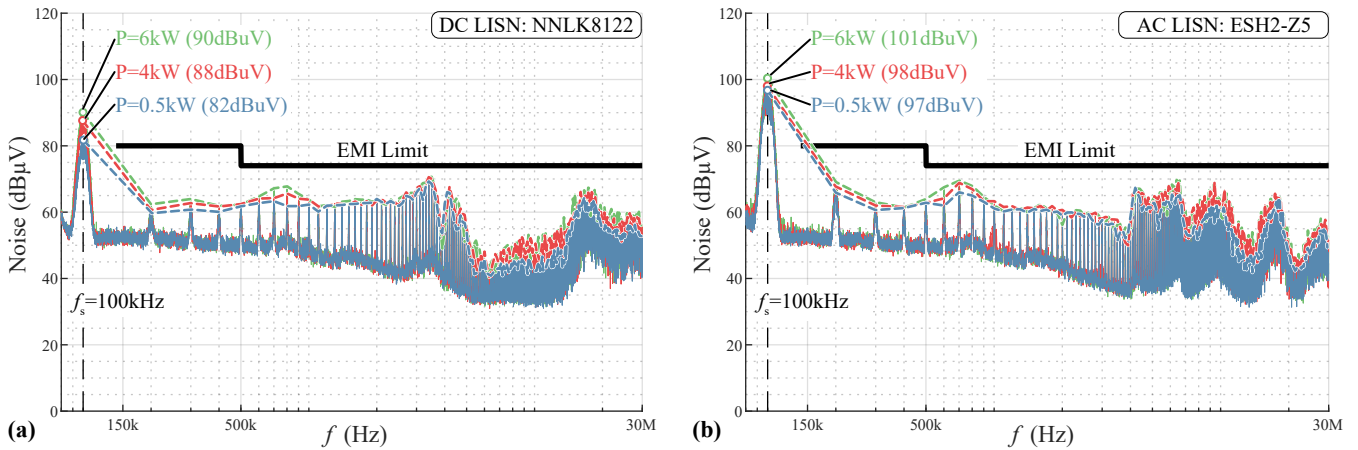 120
100
80
60
40
20
0
Noise (dBµV)
DC LISN: NNLK8122
P=6kW (90dBuV)
P=4kW (88dBuV)
P=0.5kW (82dBuV)
EMI Limit
fs=100kHz
150k
500k
30M
f (Hz)
(a)
120
100
80
60
40
20
0
Noise (dBµV)
AC LISN: ESH2-Z5
P=6kW (101dBuV)
P=4kW (98dBuV)
P=0.5kW (97dBuV)
EMI Limit
fs=100kHz
150k
500k
30M
f (Hz)
(b)